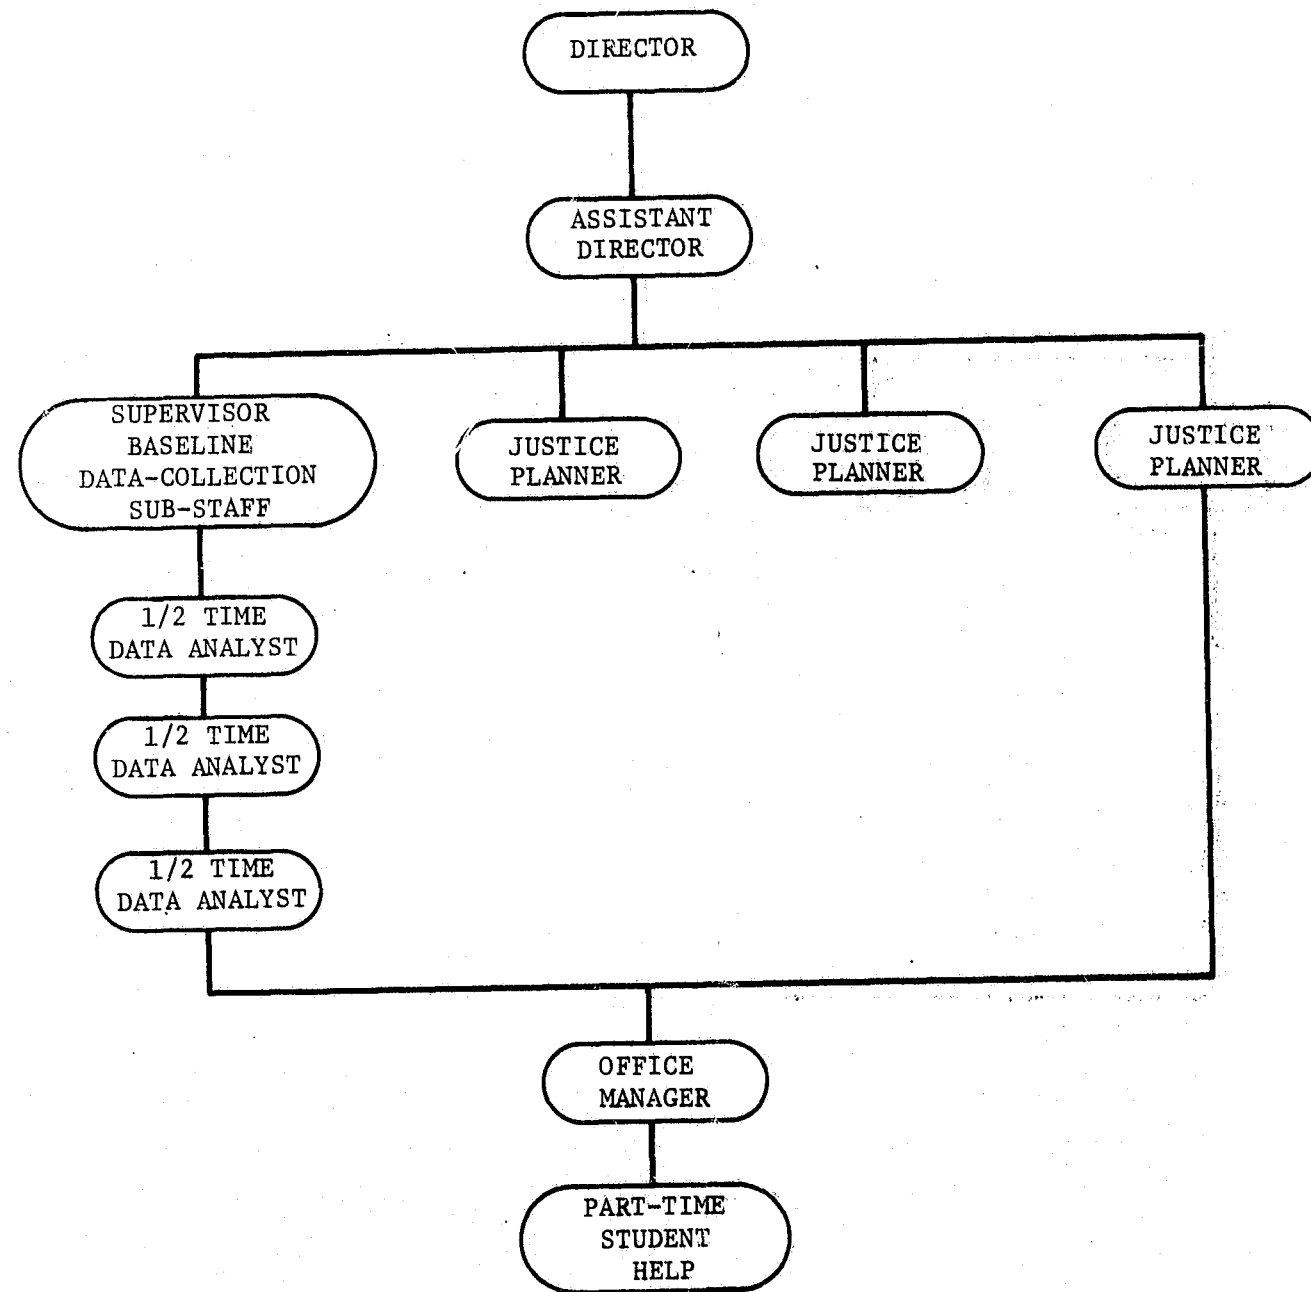 DIRECTOR
ASSISTANT
DIRECTOR
SUPERVISOR
BASELINE
DATA-COLLECTION
SUB-STAFF
JUSTICE
PLANNER
JUSTICE
PLANNER
JUSTICE
PLANNER
1/2 TIME
DATA ANALYST
1/2 TIME
DATA ANALYST
1/2 TIME
DATA ANALYST
OFFICE
MANAGER
PART-TIME
STUDENT
HELP